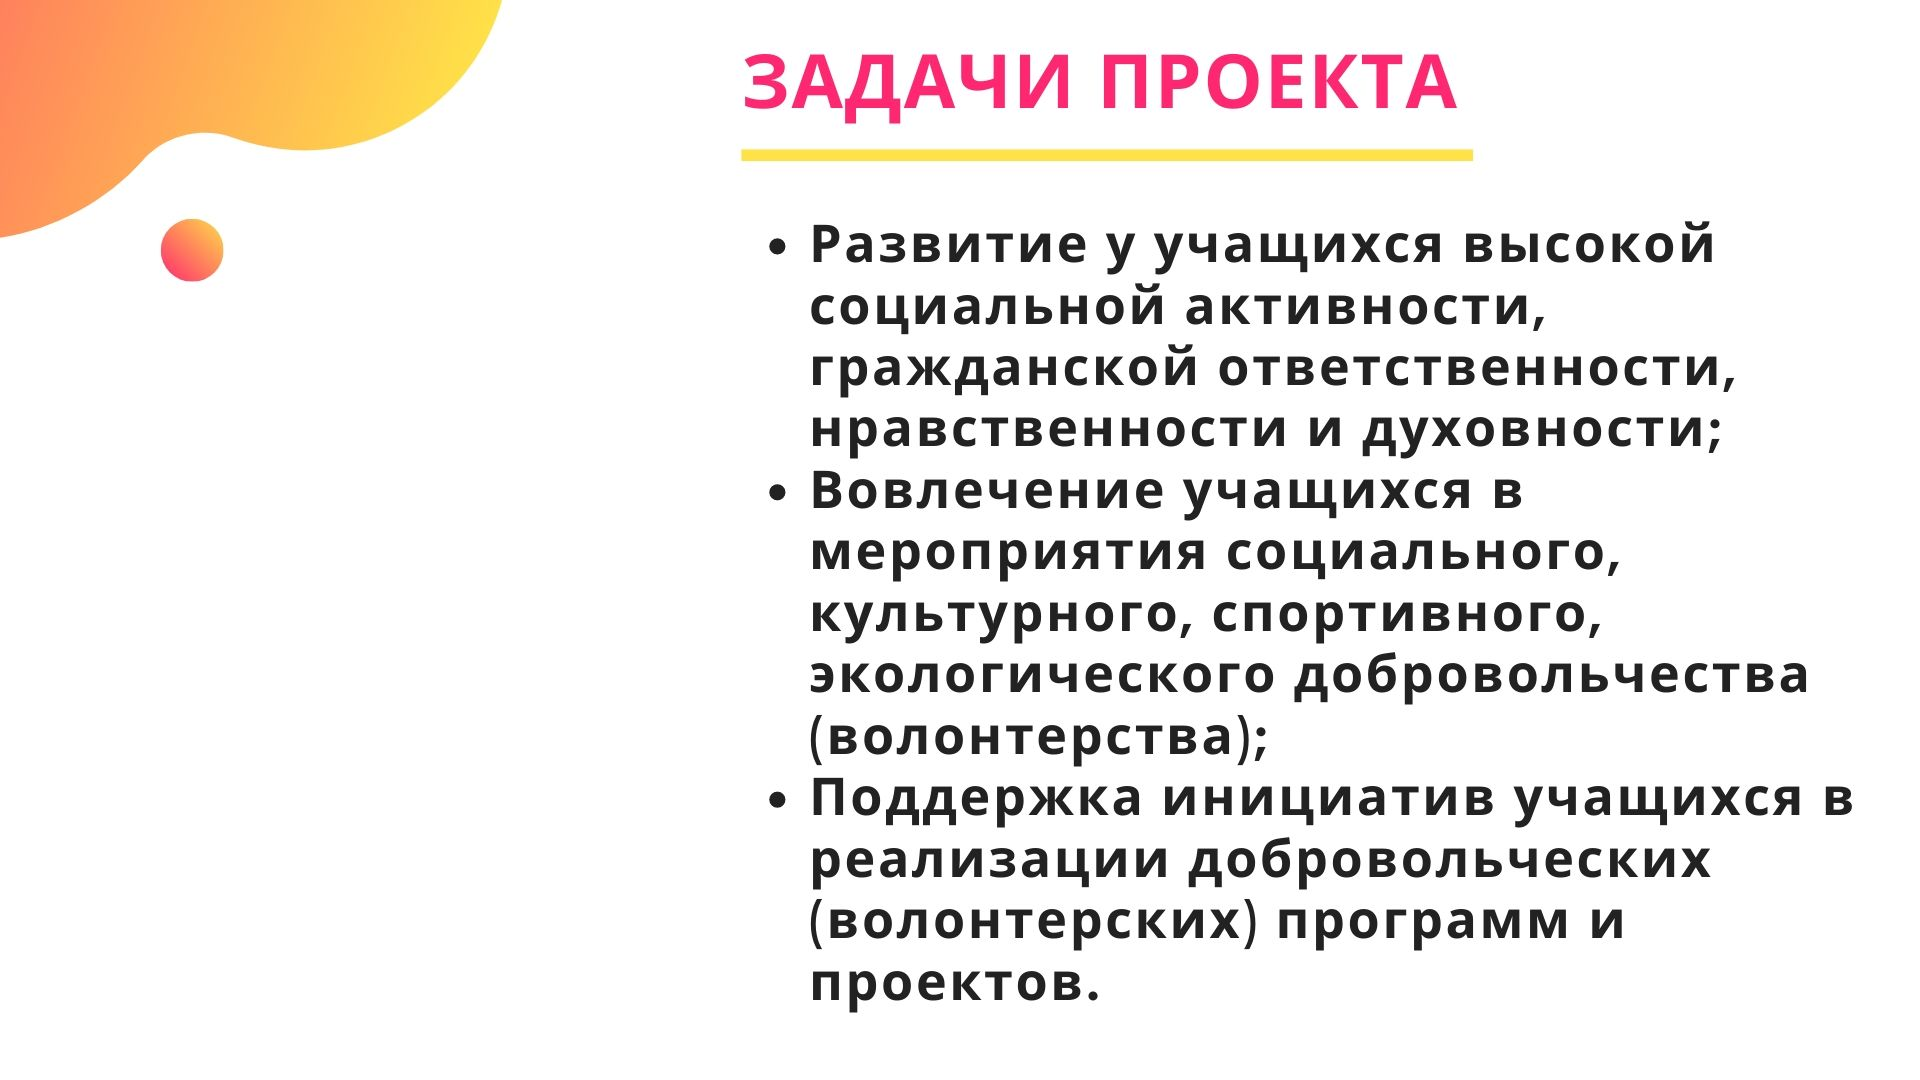 ЗАДАЧИ ПРОЕКТА
• Развитие у учащихся высокой
социальной активности,
гражданской ответственности,
нравственности и духовности;
• Вовлечение учащихся в
мероприятия социального,
культурного, спортивного,
экологического добровольчества
(волонтерства);
• Поддержка инициатив учащихся в
реализации добровольческих
(волонтерских) программ и
проектов.